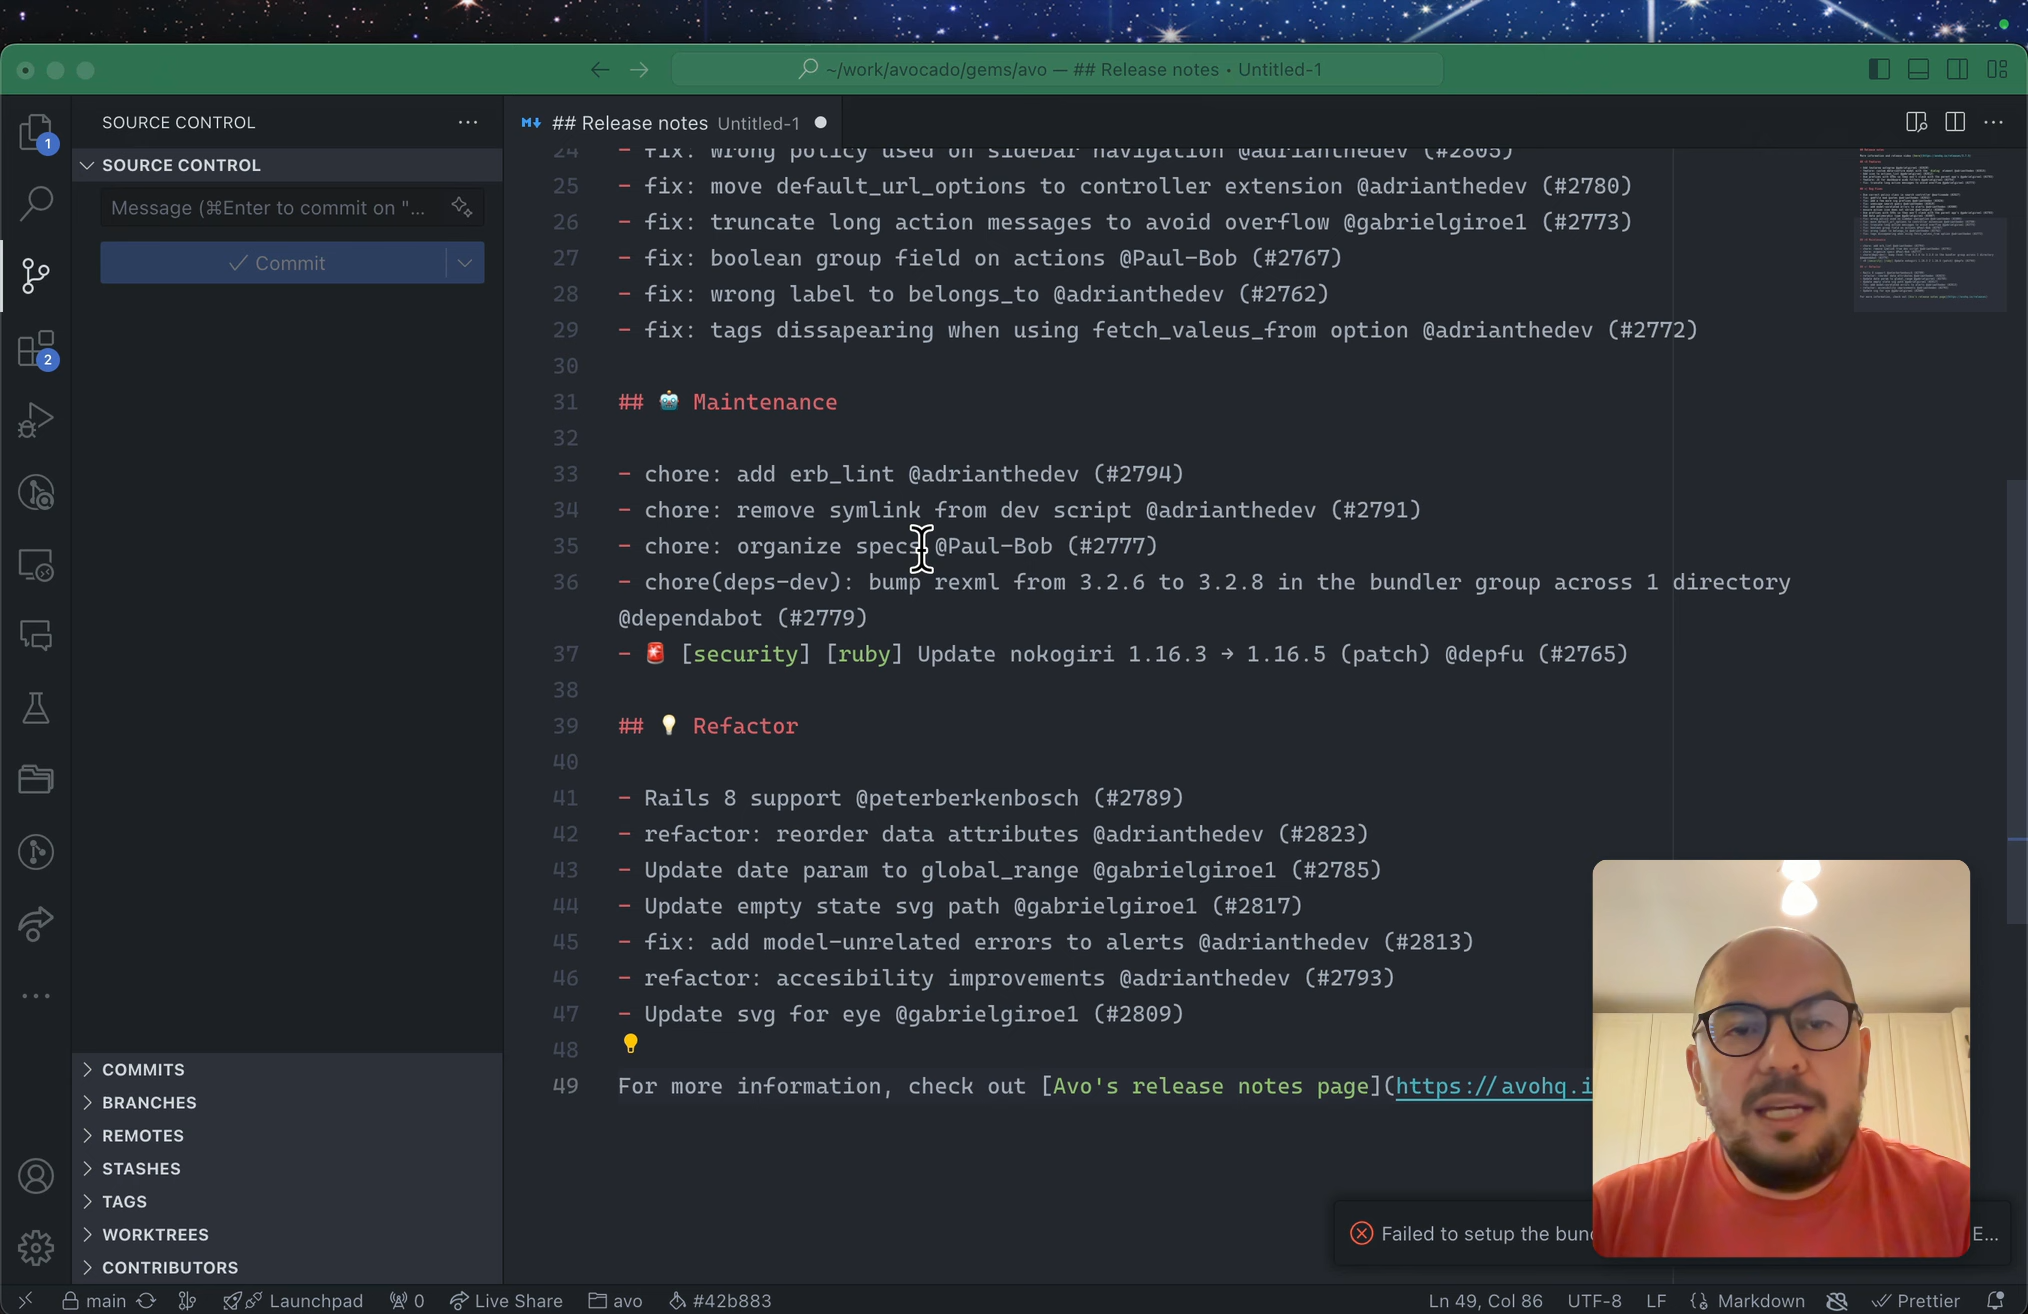 ~/work/avocado/gems/avo — ## Release notes • Untitled-1
SOURCE CONTROL
## Release notes Untitled-1
SOURCE CONTROL
Message (⌘Enter to commit on "...
Commit
1
2
24 - fix: wrong policy used on sidebar navigation @adrianthedev (#2805)
25 - fix: move default_url_options to controller extension @adrianthedev (#2780)
26 - fix: truncate long action messages to avoid overflow @gabrielgiroe1 (#2773)
27 - fix: boolean group field on actions @Paul-Bob (#2767)
28 - fix: wrong label to belongs_to @adrianthedev (#2762)
29 - fix: tags dissapearing when using fetch_valeus_from option @adrianthedev (#2772)
30
31 ## 🤖 Maintenance
32
33 - chore: add erb_lint @adrianthedev (#2794)
34 - chore: remove symlink from dev script @adrianthedev (#2791)
35 - chore: organize specs @Paul-Bob (#2777)
36 - chore(deps-dev): bump rexml from 3.2.6 to 3.2.8 in the bundler group across 1 directory
@dependabot (#2779)
37 - 🚨 [security] [ruby] Update nokogiri 1.16.3 → 1.16.5 (patch) @depfu (#2765)
38
39 ## 💡 Refactor
40
41 - Rails 8 support @peterberkenbosch (#2789)
42 - refactor: reorder data attributes @adrianthedev (#2823)
43 - Update date param to global_range @gabrielgiroe1 (#2785)
44 - Update empty state svg path @gabrielgiroe1 (#2817)
45 - fix: add model-unrelated errors to alerts @adrianthedev (#2813)
46 - refactor: accesibility improvements @adrianthedev (#2793)
47 - Update svg for eye @gabrielgiroe1 (#2809)
48
49 For more information, check out [Avo's release notes page](https://avohq.i
COMMITS
BRANCHES
REMOTES
STASHES
TAGS
WORKTREES
CONTRIBUTORS
Failed to setup the bun
E...
main
Launchpad
0
Live Share
avo
#42b883
Ln 49, Col 86
UTF-8
LF
Markdown
Prettier